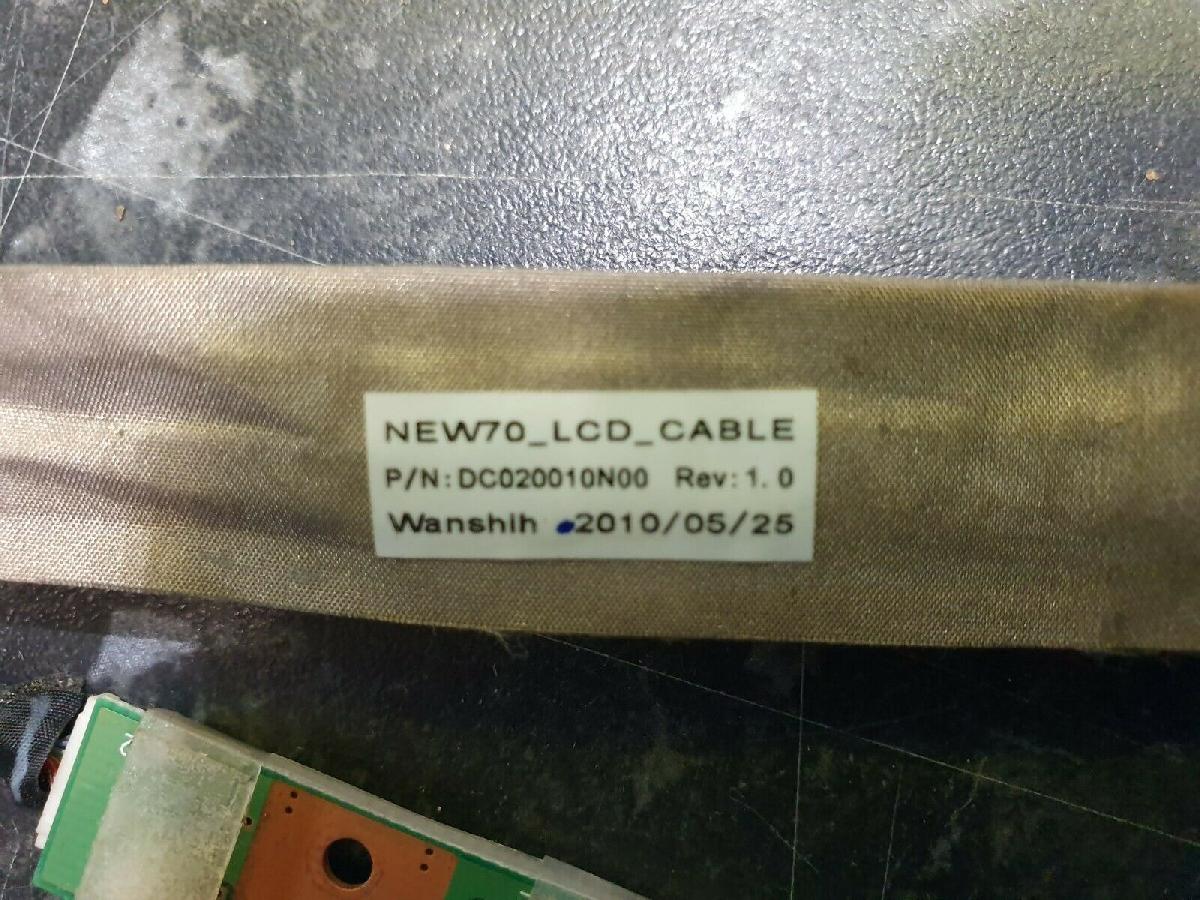 NEW70_LCD_CABLE
P/N:DC020010N00 Rev:1.0
Wanshih 2010/05/25